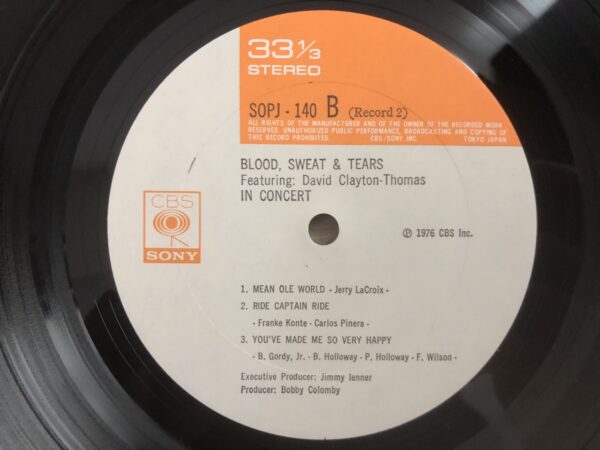 33 1/3
STEREO
SOPJ - 140 B (Record 2)
ALL RIGHTS OF THE MANUFACTURER AND OF THE OWNER OF THE RECORDED WORK
RESERVED UNAUTHORIZED PUBLIC PERFORMANCE, BROADCASTING AND COPYING OF
THIS RECORD PROHIBITED. CBS/SONY. INC. TOKYO JAPAN
BLOOD, SWEAT & TEARS
Featuring: David Clayton-Thomas
IN CONCERT
CBS
SONY
℗ 1976 CBS Inc.
1. MEAN OLE WORLD - Jerry LaCroix -
2. RIDE CAPTAIN RIDE
- Franke Konte - Carlos Pinera -
3. YOU'VE MADE ME SO VERY HAPPY
- B. Gordy, Jr. - B. Holloway - P. Holloway - F. Wilson -
Executive Producer: Jimmy Ienner
Producer: Bobby Colomby